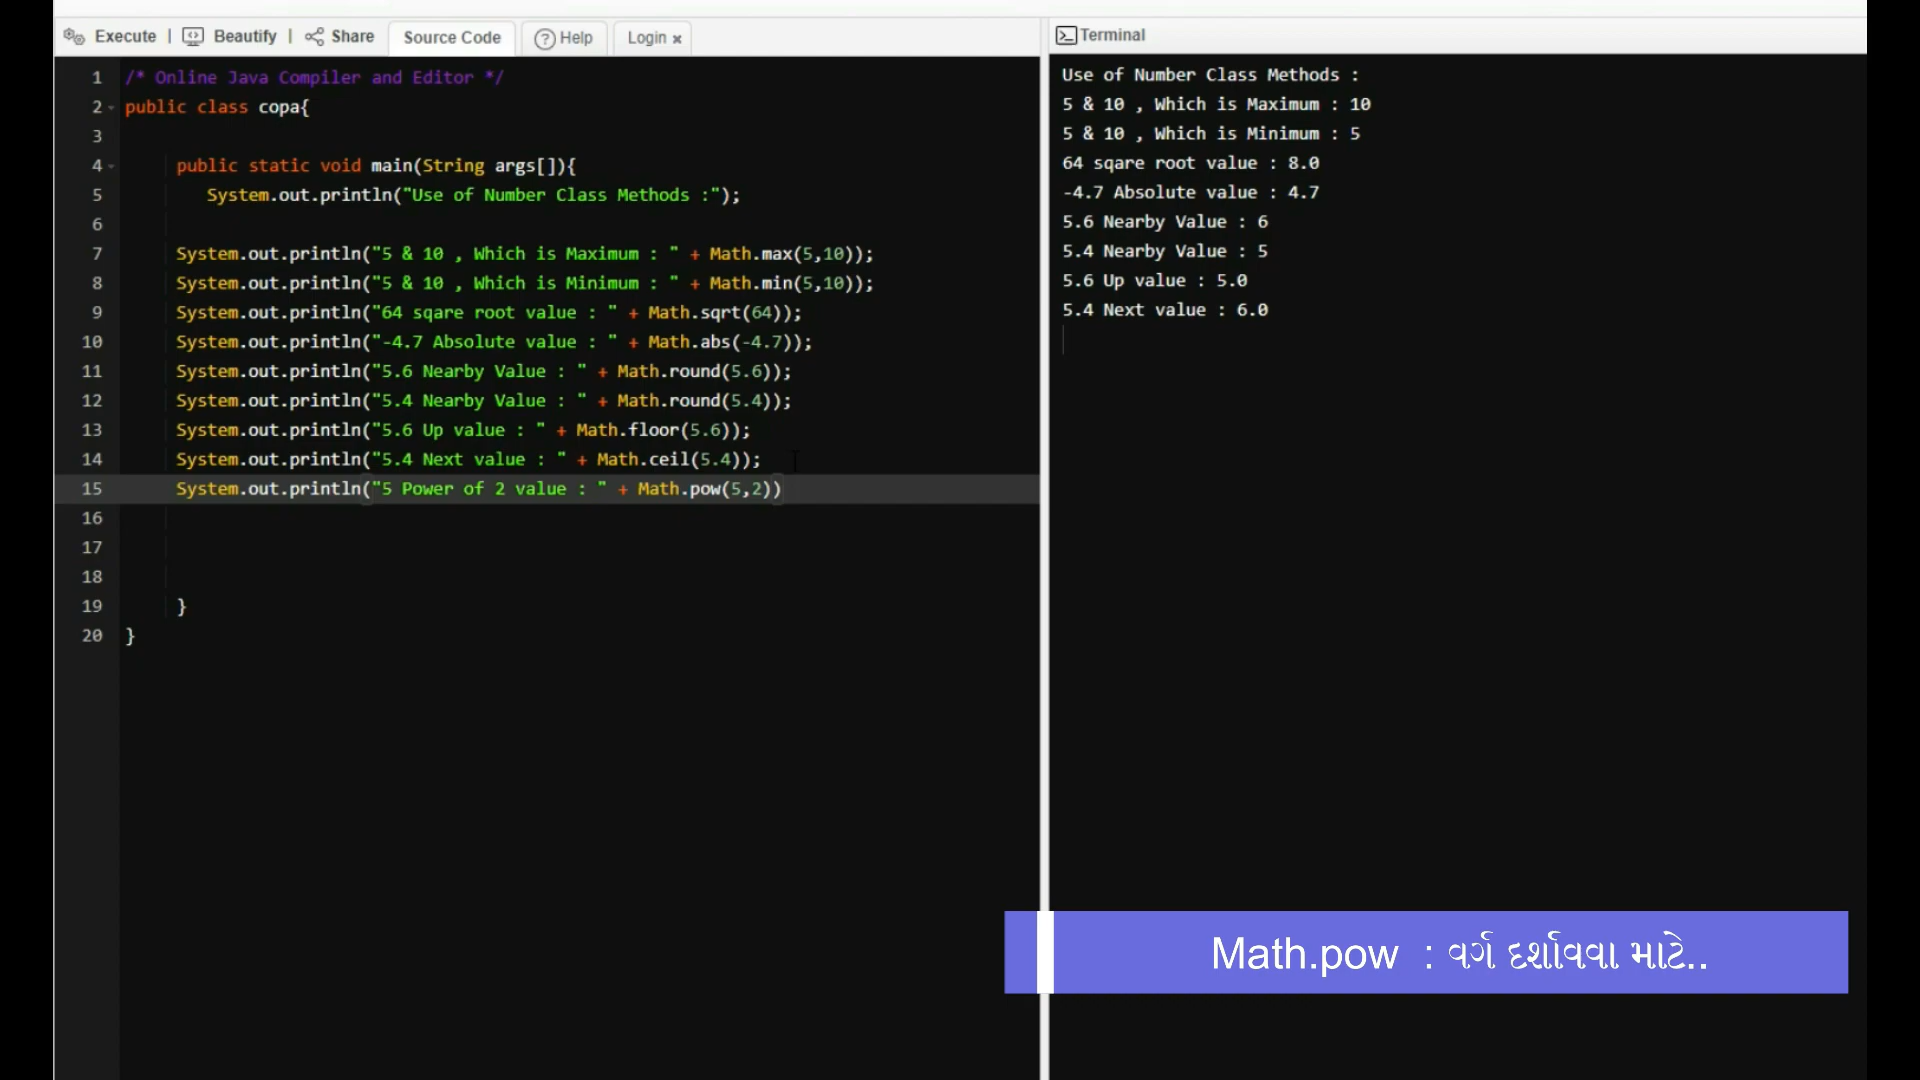 Execute | Beautify | Share Source Code Help Login ×
1 /* Online Java Compiler and Editor */
2 public class copa{
3
4 public static void main(String args[]){
5 System.out.println("Use of Number Class Methods :");
6
7 System.out.println("5 & 10 , Which is Maximum : " + Math.max(5,10));
8 System.out.println("5 & 10 , Which is Minimum : " + Math.min(5,10));
9 System.out.println("64 sqare root value : " + Math.sqrt(64));
10 System.out.println("-4.7 Absolute value : " + Math.abs(-4.7));
11 System.out.println("5.6 Nearby Value : " + Math.round(5.6));
12 System.out.println("5.4 Nearby Value : " + Math.round(5.4));
13 System.out.println("5.6 Up value : " + Math.floor(5.6));
14 System.out.println("5.4 Next value : " + Math.ceil(5.4));
15 System.out.println("5 Power of 2 value : " + Math.pow(5,2))
16
17
18
19 }
20 }
Terminal
Use of Number Class Methods :
5 & 10 , Which is Maximum : 10
5 & 10 , Which is Minimum : 5
64 sqare root value : 8.0
-4.7 Absolute value : 4.7
5.6 Nearby Value : 6
5.4 Nearby Value : 5
5.6 Up value : 5.0
5.4 Next value : 6.0
Math.pow : વર્ગ દર્શાવવા માટે..